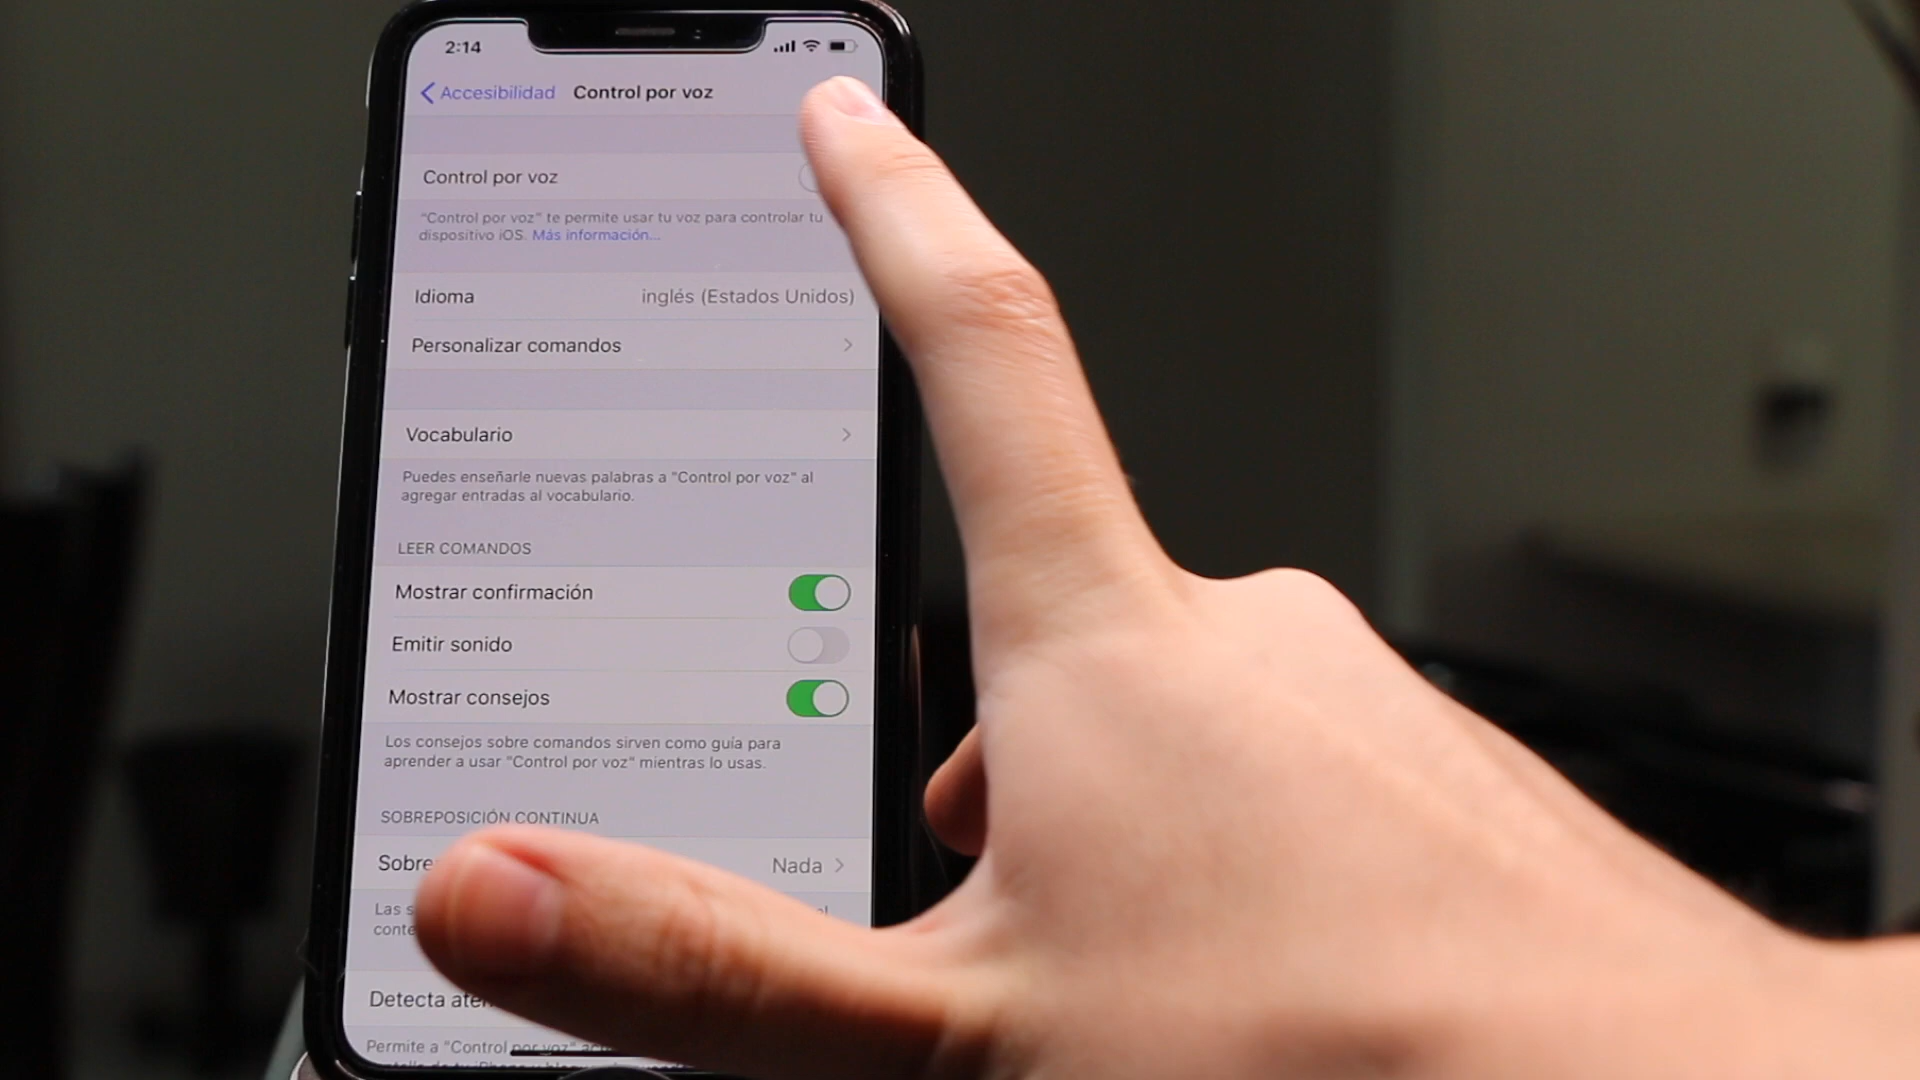 2:14
Accesibilidad Control por voz
Control por voz
"Control por voz" te permite usar tu voz para controlar tu
dispositivo iOS. Más información...
Idioma inglés (Estados Unidos)
Personalizar comandos
Vocabulario
Puedes enseñarle nuevas palabras a "Control por voz" al
agregar entradas al vocabulario.
LEER COMANDOS
Mostrar confirmación
Emitir sonido
Mostrar consejos
Los consejos sobre comandos sirven como guía para
aprender a usar "Control por voz" mientras lo usas.
SOBREPOSICIÓN CONTINUA
Nada
Las
Detecta
Permite a "Control por voz"